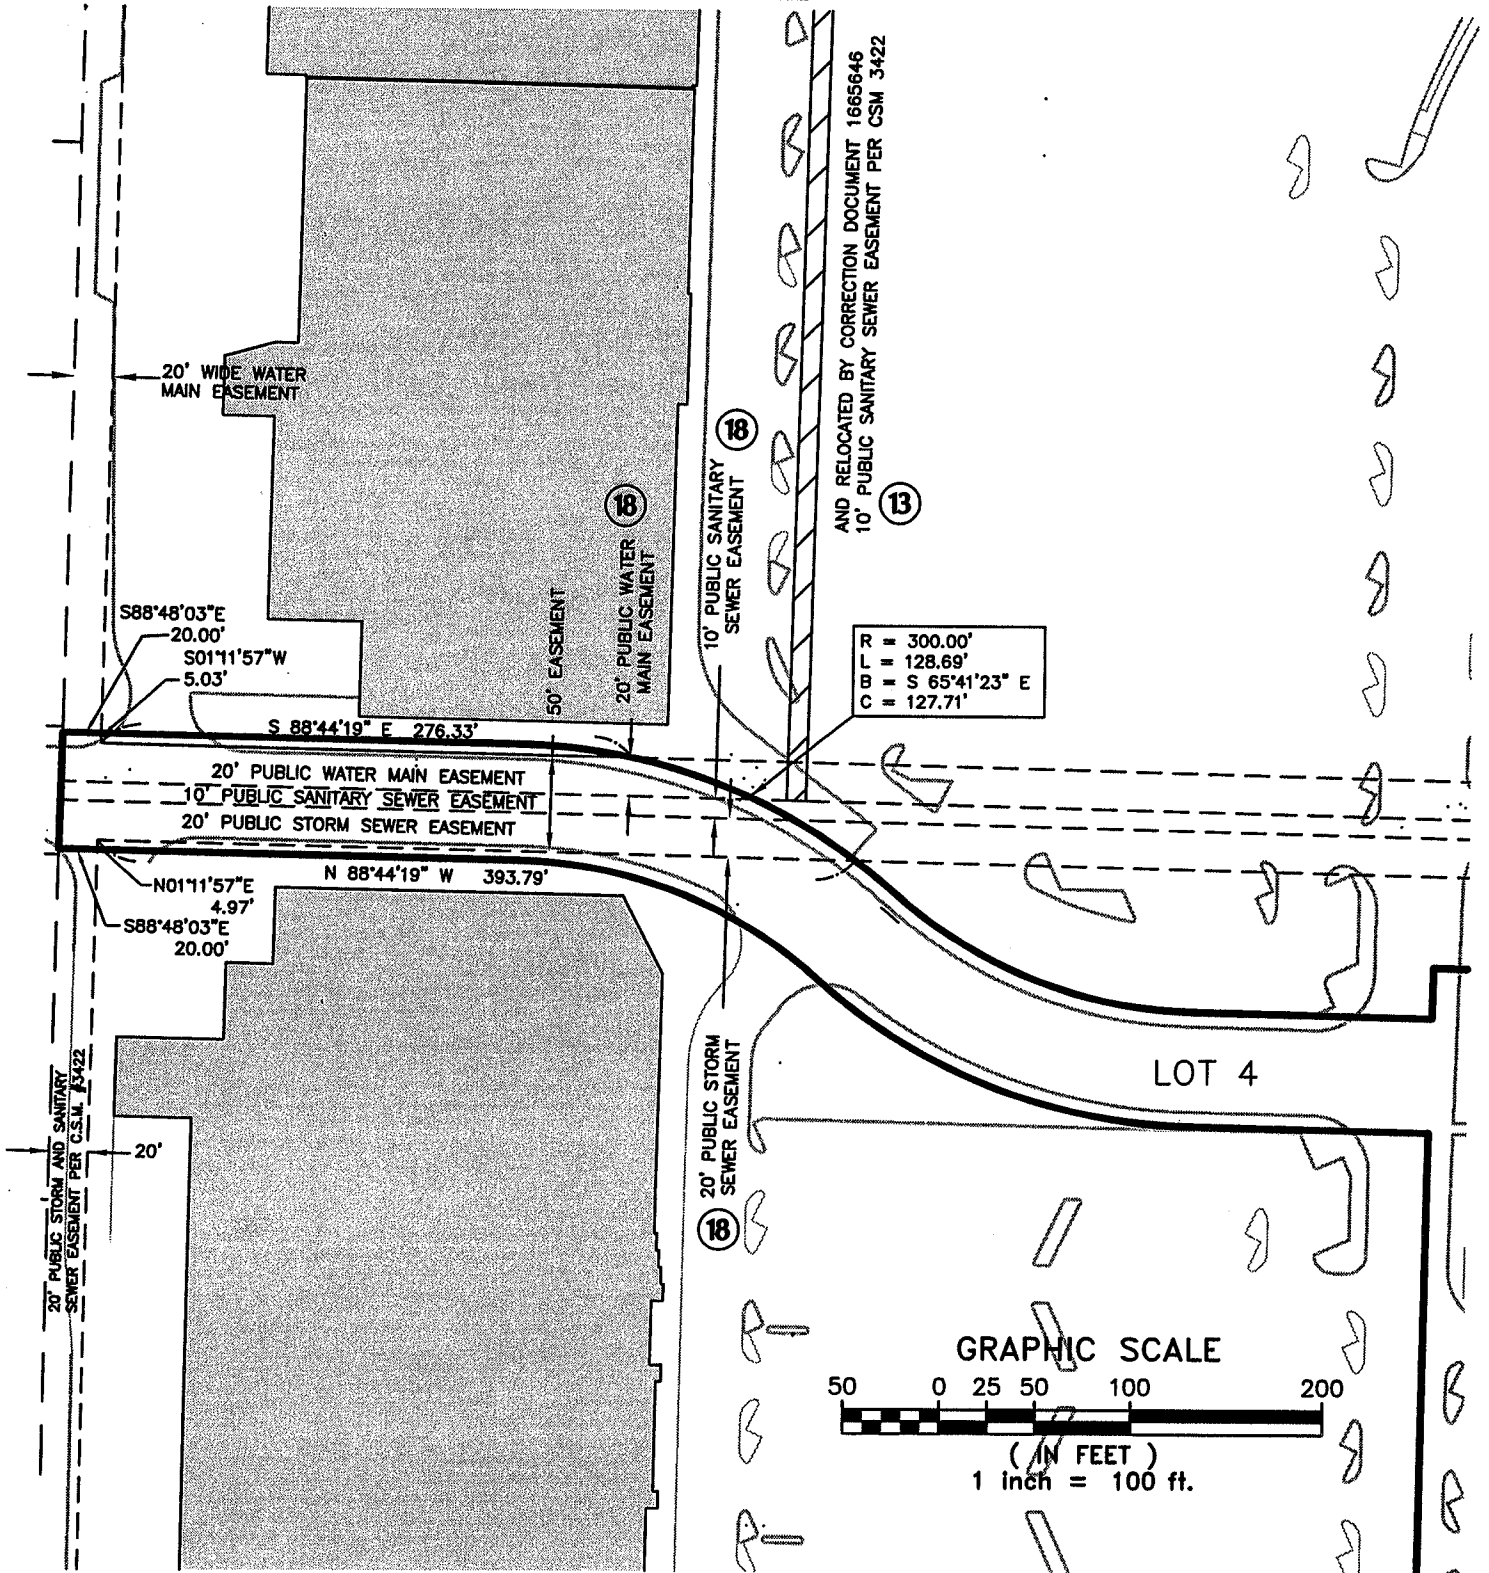 AND RELOCATED BY CORRECTION DOCUMENT 1665646
10' PUBLIC SANITARY SEWER EASEMENT PER CSM 3422
13
20' WIDE WATER
MAIN EASEMENT
18
10' PUBLIC SANITARY
SEWER EASEMENT
18
20' PUBLIC WATER
MAIN EASEMENT
50' EASEMENT
S88°48'03"E
20.00'
S01°11'57"W
5.03'
R = 300.00'
L = 128.69'
B = S 65°41'23" E
C = 127.71'
S 88°44'19" E 276.33'
20' PUBLIC WATER MAIN EASEMENT
10' PUBLIC SANITARY SEWER EASEMENT
20' PUBLIC STORM SEWER EASEMENT
N 88°44'19" W 393.79'
N01°11'57"E
4.97'
S88°48'03"E
20.00'
20' PUBLIC STORM AND SANITARY
SEWER EASEMENT PER C.S.M. #3422
20'
20' PUBLIC STORM
SEWER EASEMENT
18
LOT 4
GRAPHIC SCALE
50 0 25 50 100 200
( IN FEET )
1 inch = 100 ft.